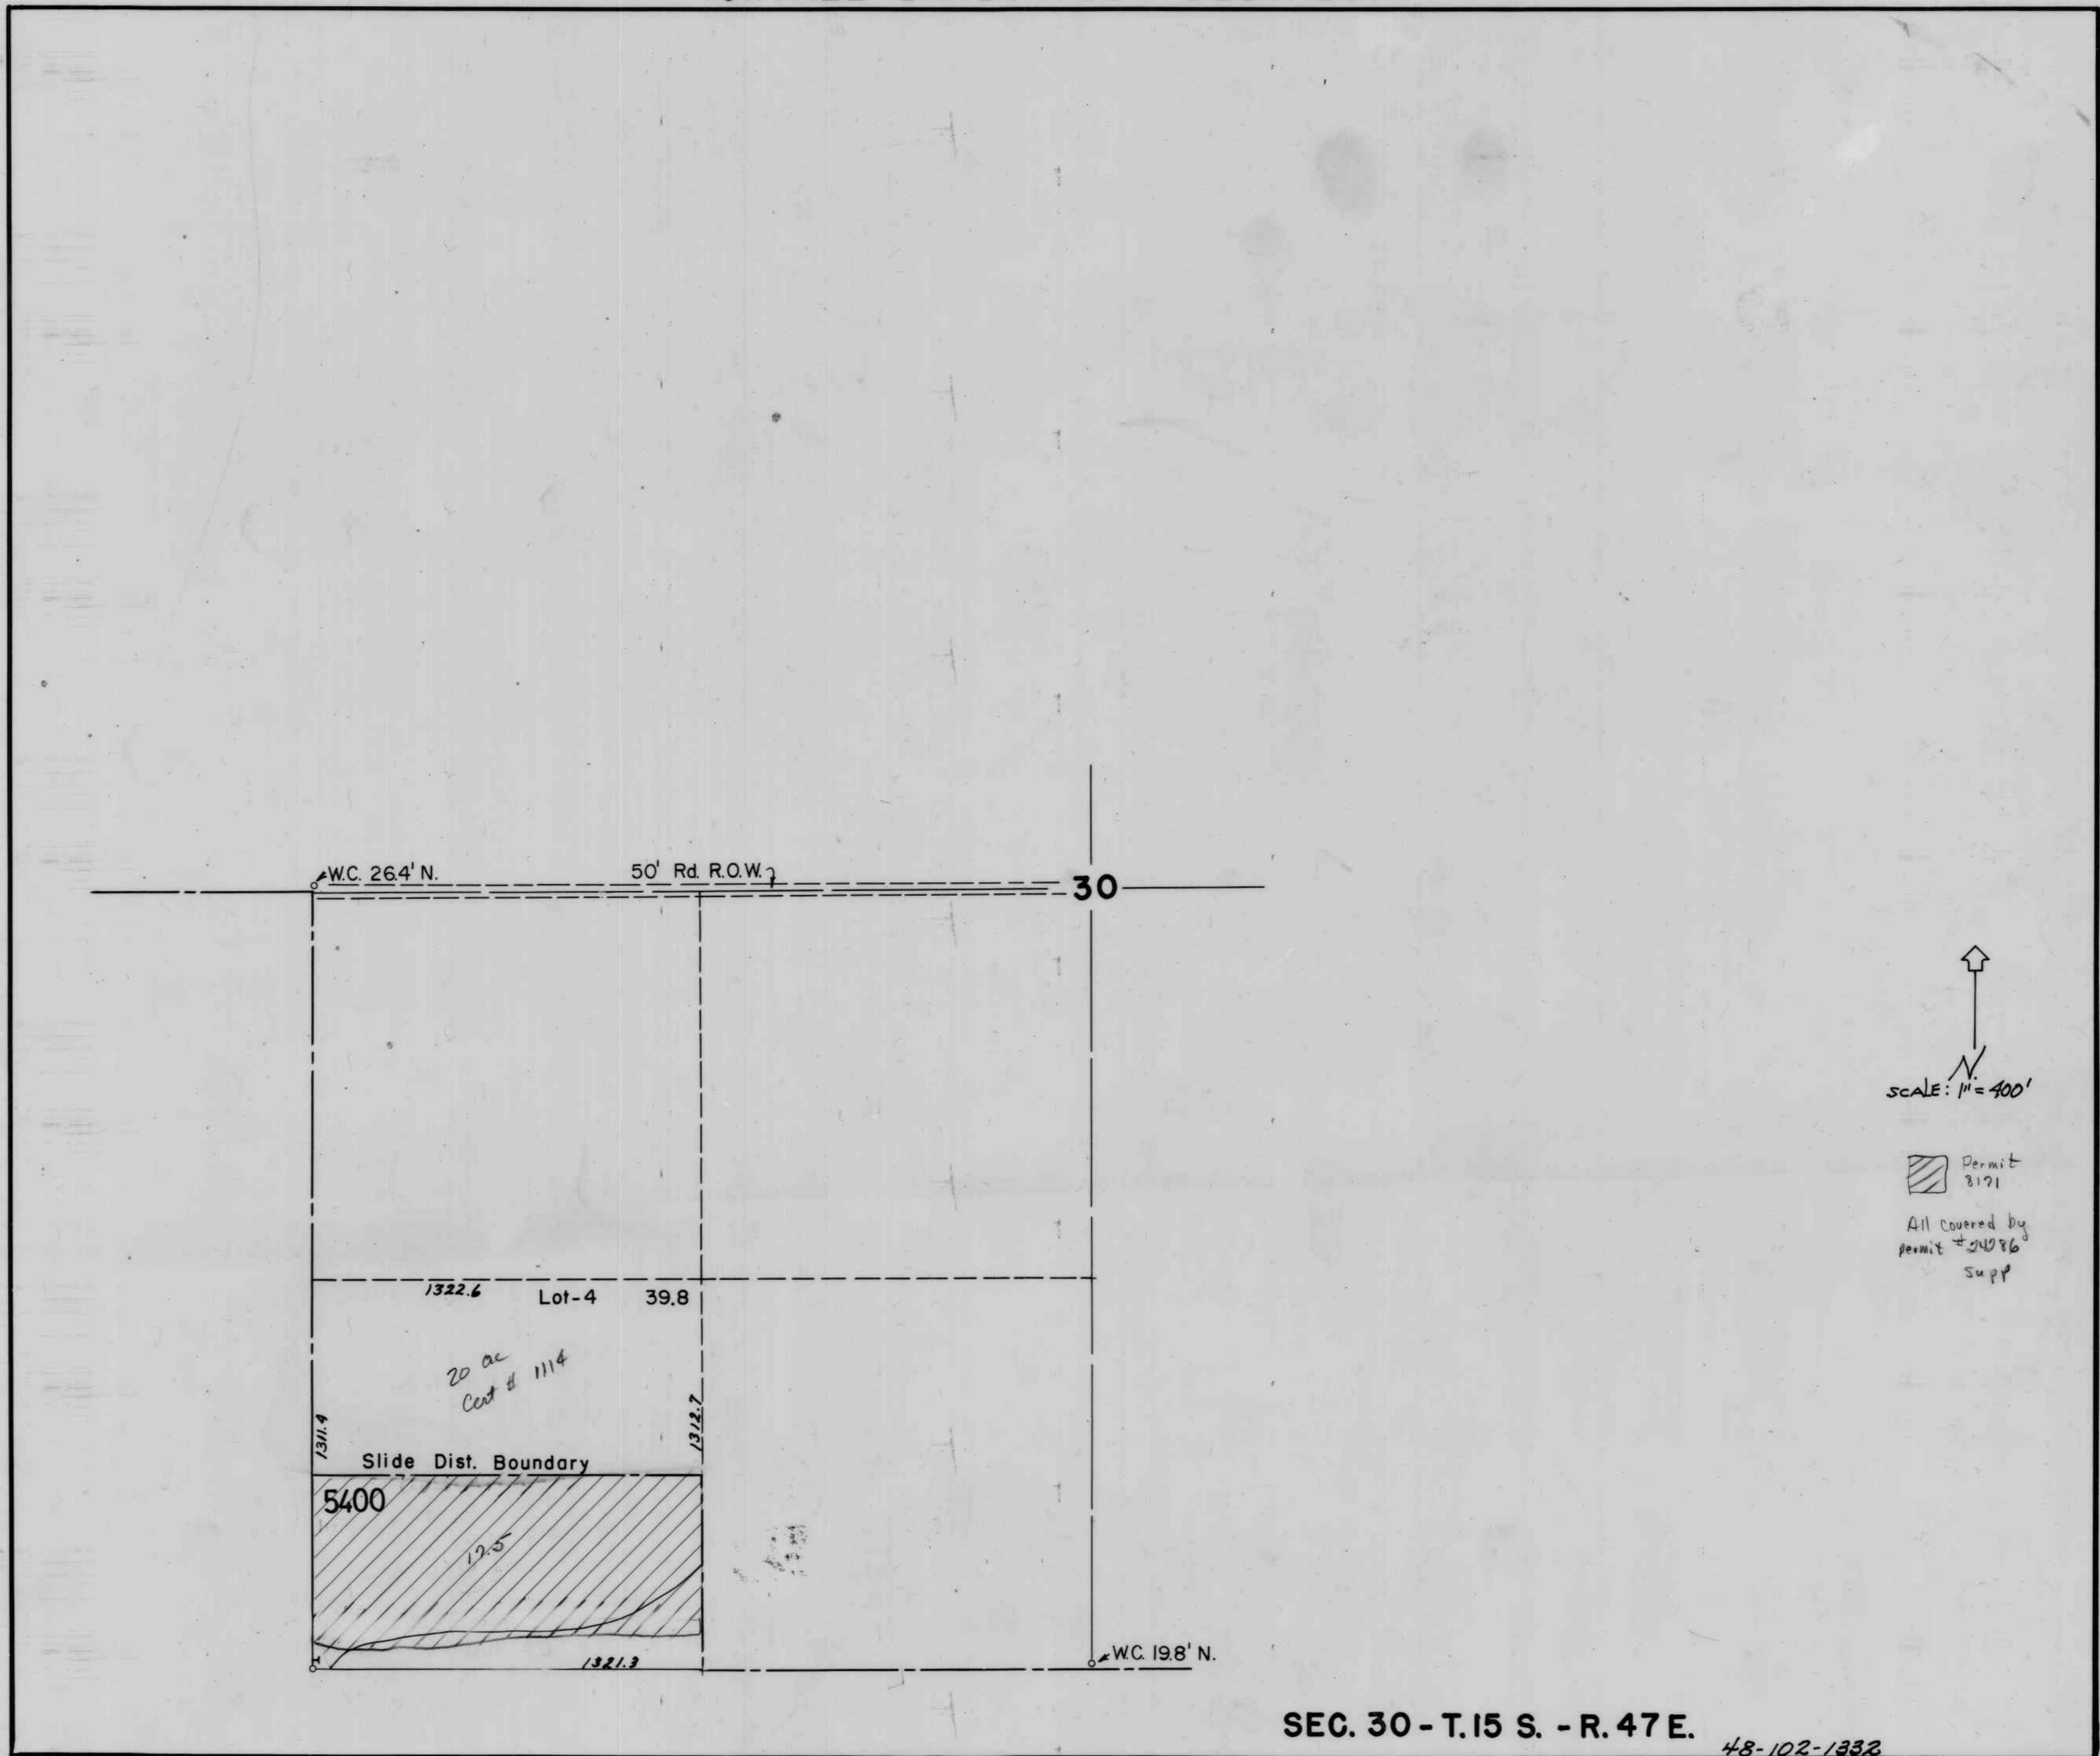 W.C. 26.4' N.
50' Rd. R.O.W.
30
N.
SCALE: 1" = 400'
Permit
8171
All covered by
permit #24286
Supp
1322.6
Lot-4 39.8
20 ac
Cert # 1114
1311.4
1312.7
Slide Dist. Boundary
5400
17.5
1321.3
W.C. 19.8' N.
SEC. 30 - T. 15 S. - R. 47 E.
48-102-1332